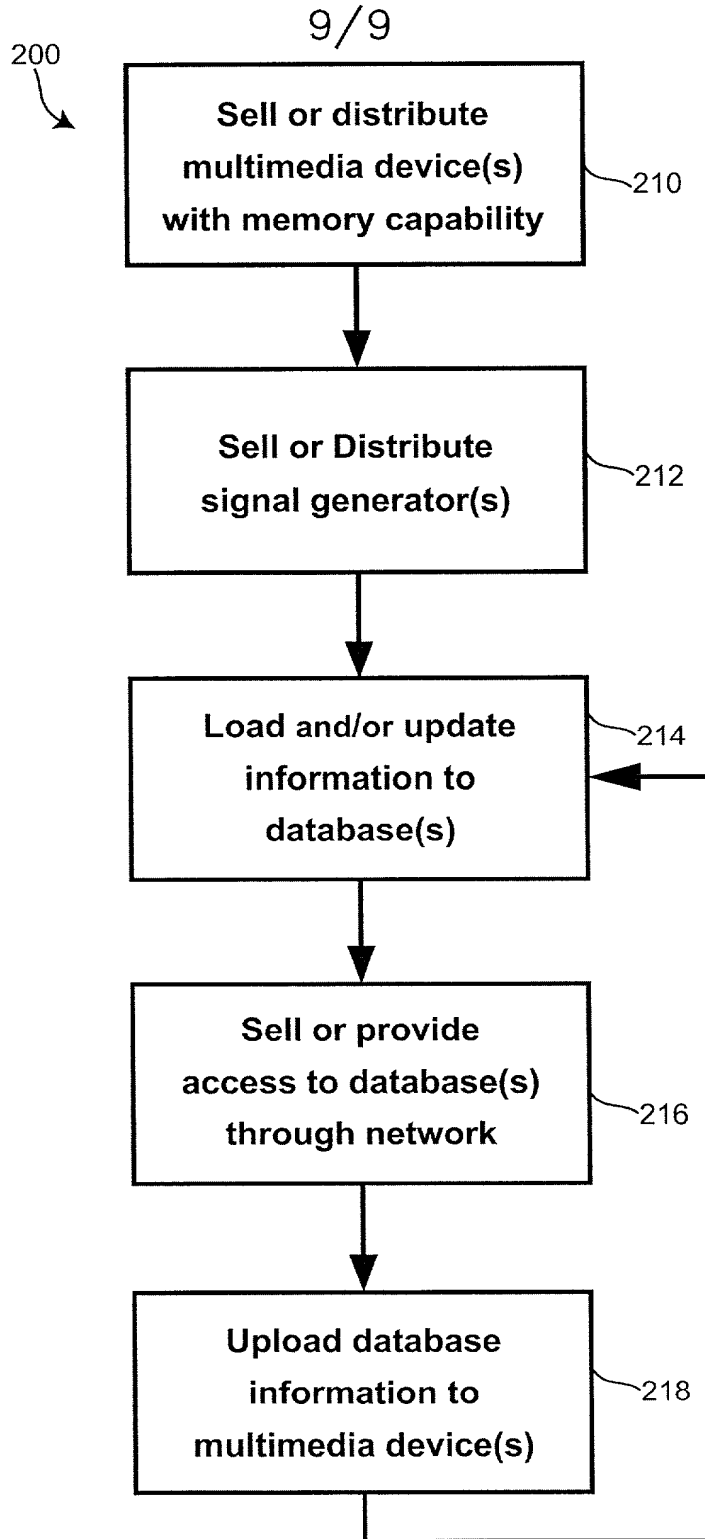 9/9
200
Sell or distribute
multimedia device(s)
with memory capability
210
Sell or Distribute
signal generator(s)
212
Load and/or update
information to
database(s)
214
Sell or provide
access to database(s)
through network
216
Upload database
information to
multimedia device(s)
218